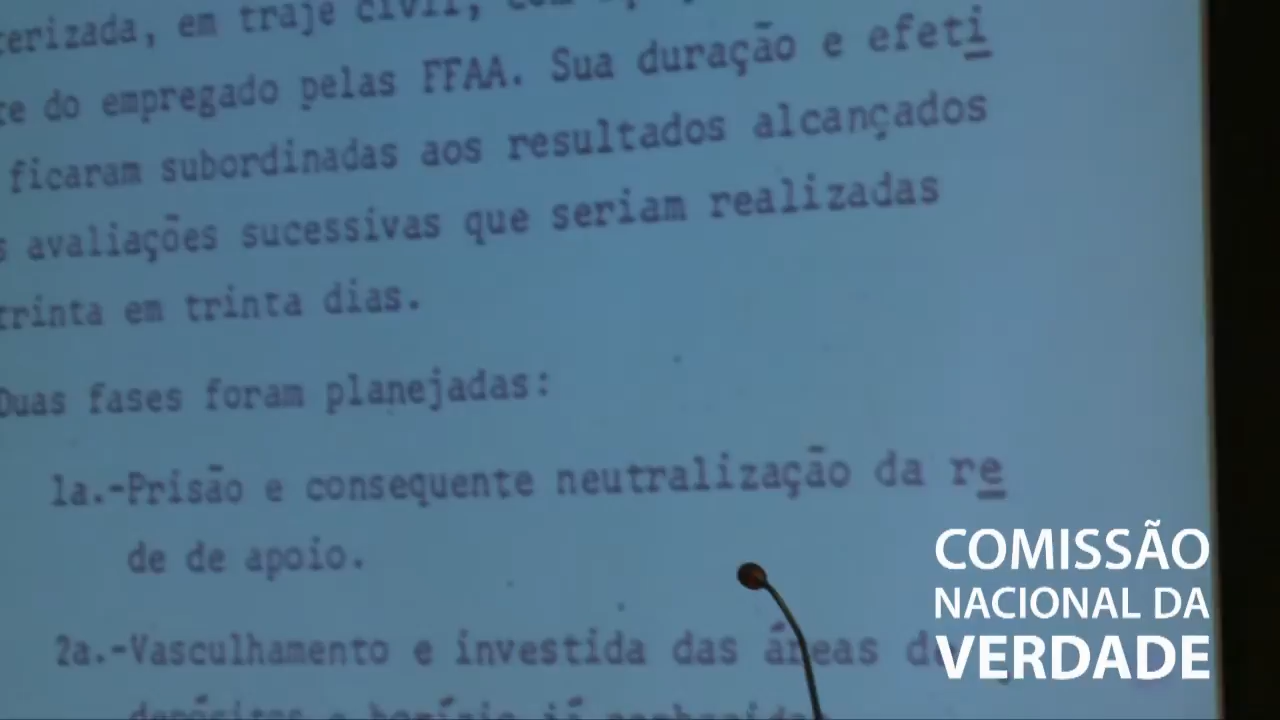 em traje civil,
do empregado pelas FFAA. Sua duração e efeti
ficaram subordinadas aos resultados alcançados
avaliações sucessivas que seriam realizadas
trinta em trinta dias.
Duas fases foram planejadas:
1a.-Prisão e consequente neutralização da re
de de apoio.
2a.-Vasculhamento e investida das áreas
depósitos e
COMISSÃO
NACIONAL DA
VERDADE